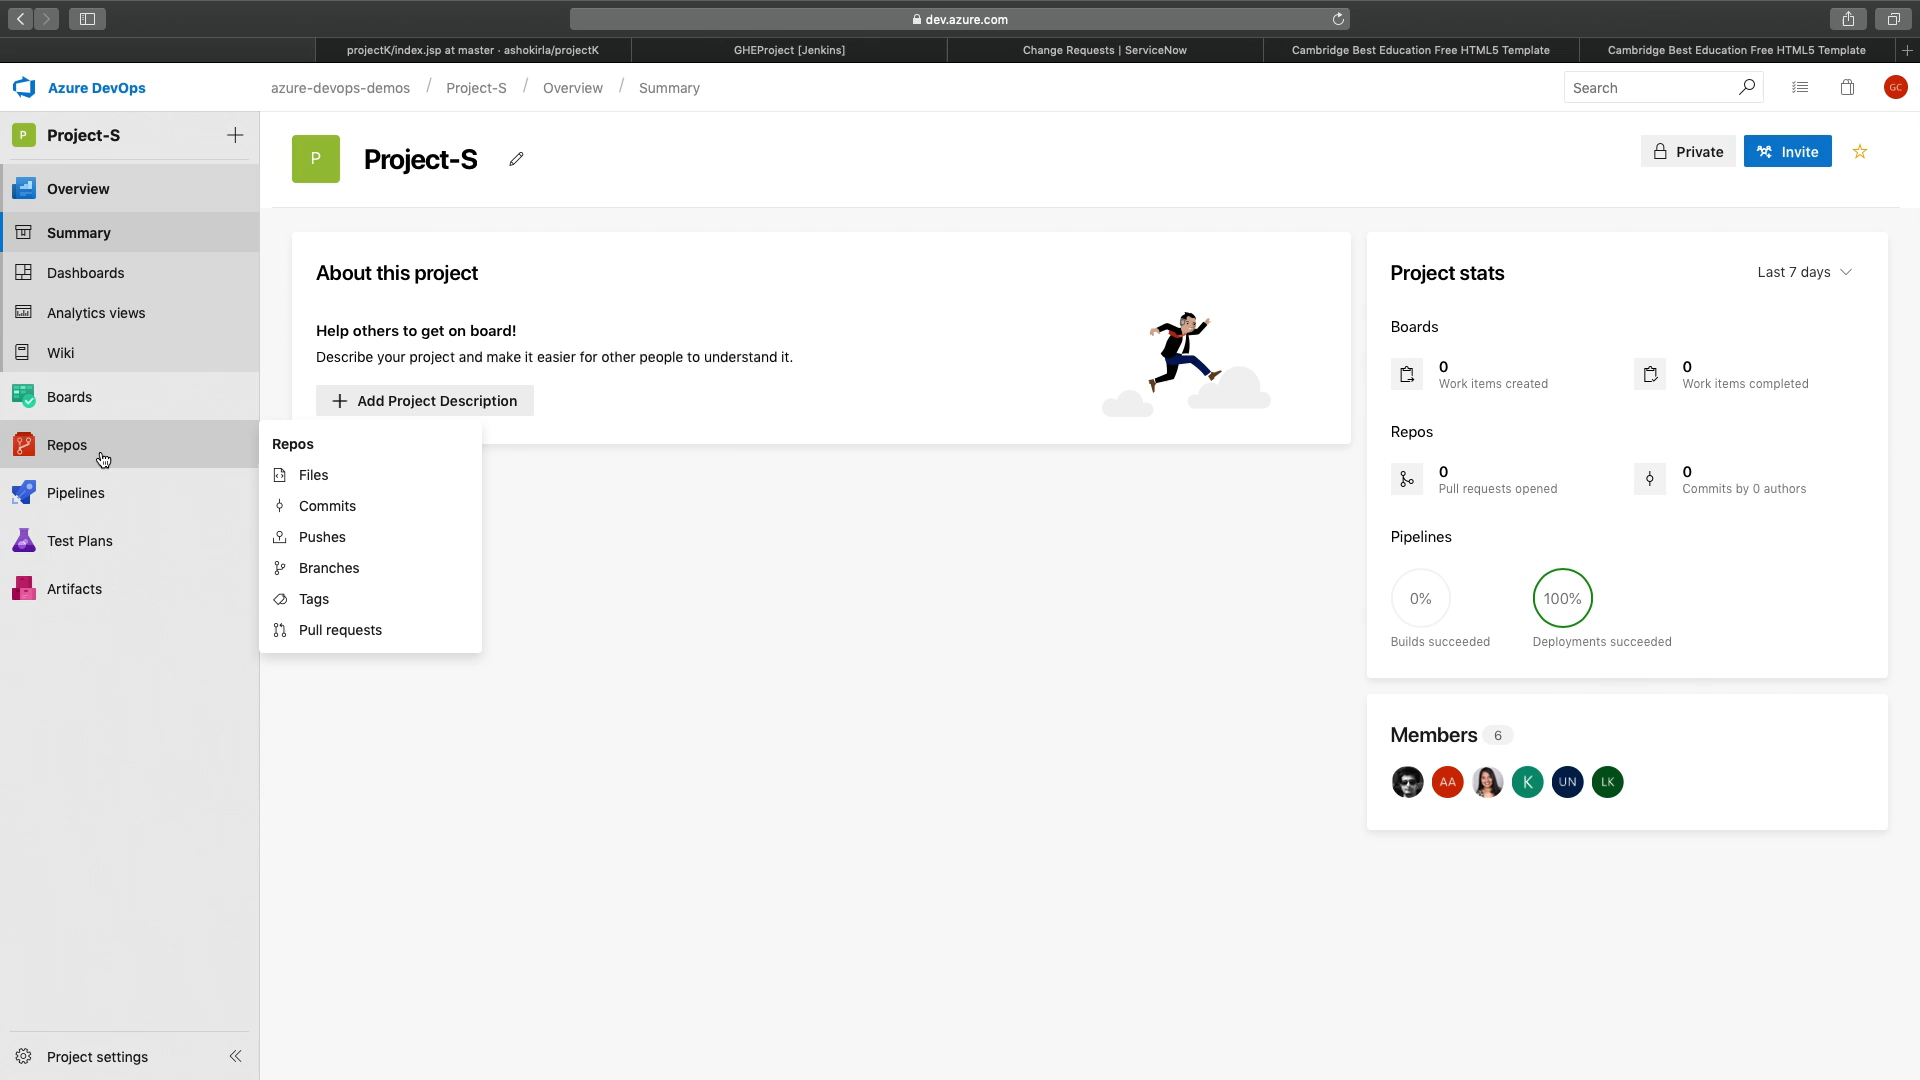 dev.azure.com
projectK/index.jsp at master · ashokirla/projectK
GHEProject [Jenkins]
Change Requests | ServiceNow
Cambridge Best Education Free HTML5 Template
Cambridge Best Education Free HTML5 Template
Azure DevOps
azure-devops-demos / Project-S / Overview / Summary
Search
GC
P
Project-S
Overview
Summary
Dashboards
Analytics views
Wiki
Boards
Repos
Pipelines
Test Plans
Artifacts
Project settings
P
Project-S
Private
Invite
About this project
Help others to get on board!
Describe your project and make it easier for other people to understand it.
Add Project Description
Repos
Files
Commits
Pushes
Branches
Tags
Pull requests
Project stats
Last 7 days
Boards
0
Work items created
0
Work items completed
Repos
0
Pull requests opened
0
Commits by 0 authors
Pipelines
0%
Builds succeeded
100%
Deployments succeeded
Members 6
AA
K
UN
LK